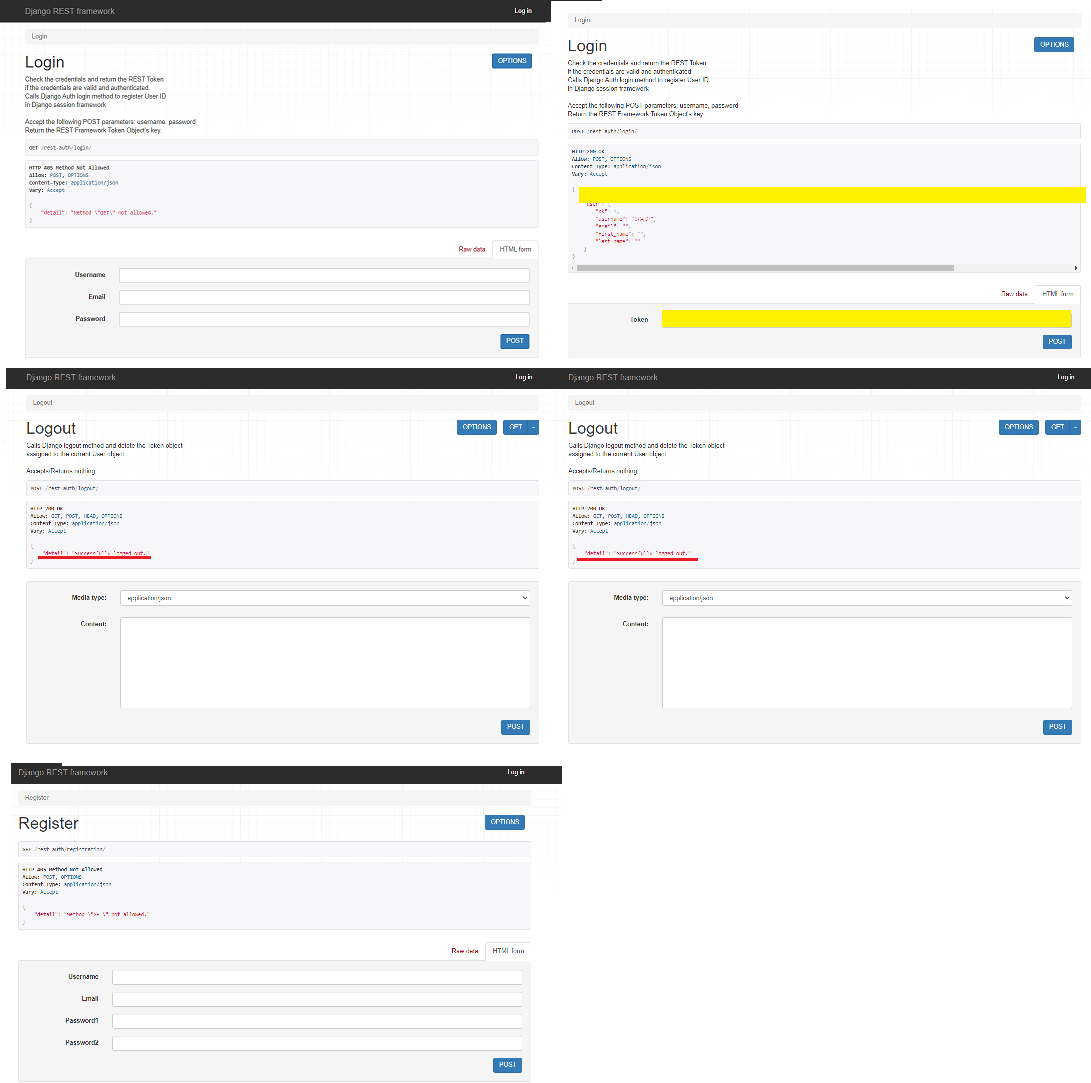 Django REST framework
Log in
Login
Login
OPTIONS
Check the credentials and return the REST Token
if the credentials are valid and authenticated.
Calls Django Auth login method to register User ID
in Django session framework
Accept the following POST parameters: username, password
Return the REST Framework Token Object's key.
GET /rest-auth/login/
HTTP 405 Method Not Allowed
Allow: POST, OPTIONS
Content-Type: application/json
Vary: Accept
{
"detail": "Method \"GET\" not allowed."
}
Raw data
HTML form
Username
Email
Password
POST
Login
Login
OPTIONS
Check the credentials and return the REST Token
if the credentials are valid and authenticated.
Calls Django Auth login method to register User ID
in Django session framework
Accept the following POST parameters: username, password
Return the REST Framework Token Object's key
POST /rest-auth/login/
HTTP 200 OK
Allow: POST, OPTIONS
Content-Type: application/json
Vary: Accept
{
"user": {
"pk":
"username":
"email": "",
"first_name": "",
"last_name": ""
}
}
Raw data
HTML form
Token
POST
Django REST framework
Log in
Logout
Logout
OPTIONS
GET
Calls Django logout method and delete the Token object
assigned to the current User object.
Accepts/Returns nothing.
POST /rest-auth/logout/
HTTP 200 OK
Allow: GET, POST, HEAD, OPTIONS
Content-Type: application/json
Vary: Accept
{
"detail": "Successfully logged out."
}
Media type:
application/json
Content:
POST
Django REST framework
Log in
Logout
Logout
OPTIONS
GET
Calls Django logout method and delete the Token object
assigned to the current User object.
Accepts/Returns nothing.
POST /rest-auth/logout/
HTTP 200 OK
Allow: GET, POST, HEAD, OPTIONS
Content-Type: application/json
Vary: Accept
{
"detail": "Successfully logged out."
}
Media type:
application/json
Content:
POST
Django REST framework
Log in
Register
Register
OPTIONS
GET /rest-auth/registration/
HTTP 405 Method Not Allowed
Allow: POST, OPTIONS
Content-Type: application/json
Vary: Accept
{
"detail": "Method \"GET\" not allowed."
}
Raw data
HTML form
Username
Email
Password1
Password2
POST